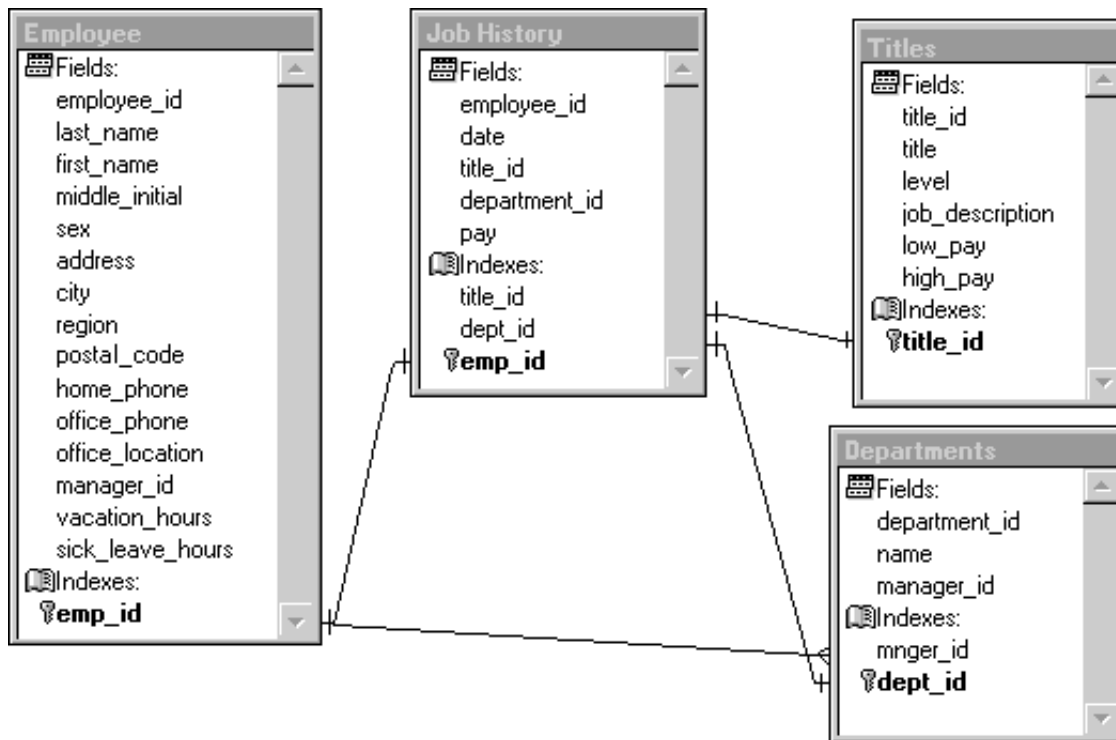 Employee
Fields:
employee_id
last_name
first_name
middle_initial
sex
address
city
region
postal_code
home_phone
office_phone
office_location
manager_id
vacation_hours
sick_leave_hours
Indexes:
emp_id
Job History
Fields:
employee_id
date
title_id
department_id
pay
Indexes:
title_id
dept_id
emp_id
Titles
Fields:
title_id
title
level
job_description
low_pay
high_pay
Indexes:
title_id
Departments
Fields:
department_id
name
manager_id
Indexes:
mnger_id
dept_id